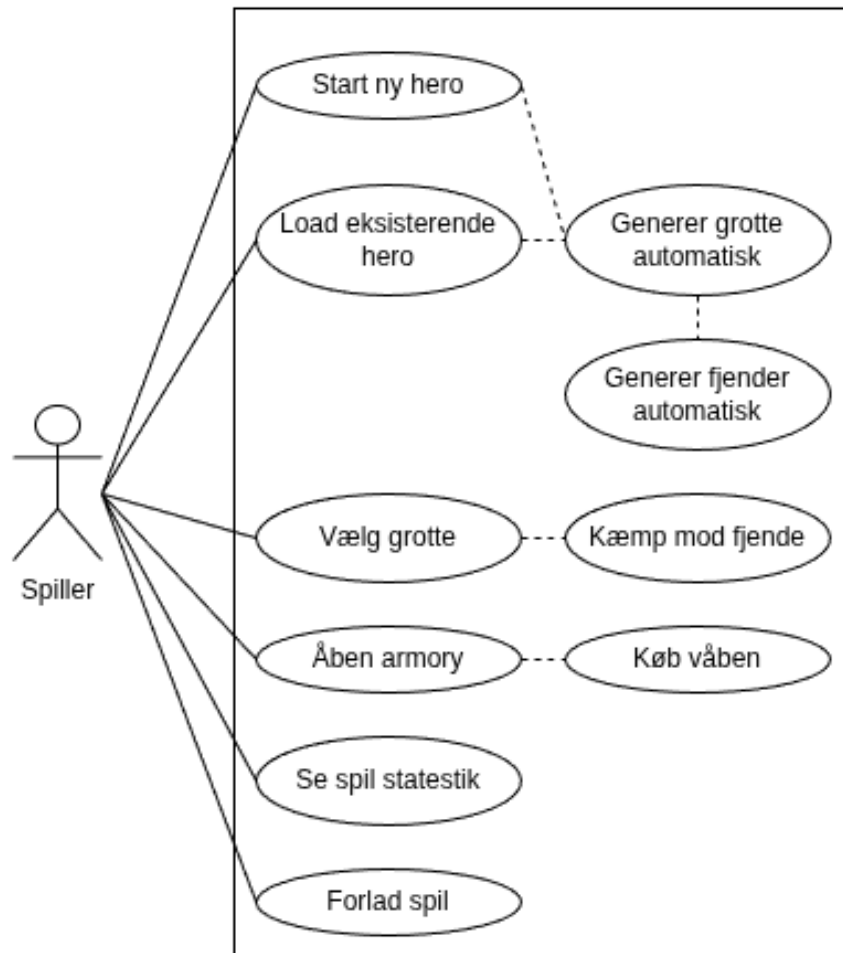 Start ny hero
Load eksisterende
hero
Generer grotte
automatisk
Generer fjender
automatisk
Spiller
Vælg grotte
Kæmp mod fjende
Åben armory
Køb våben
Se spil statestik
Forlad spil